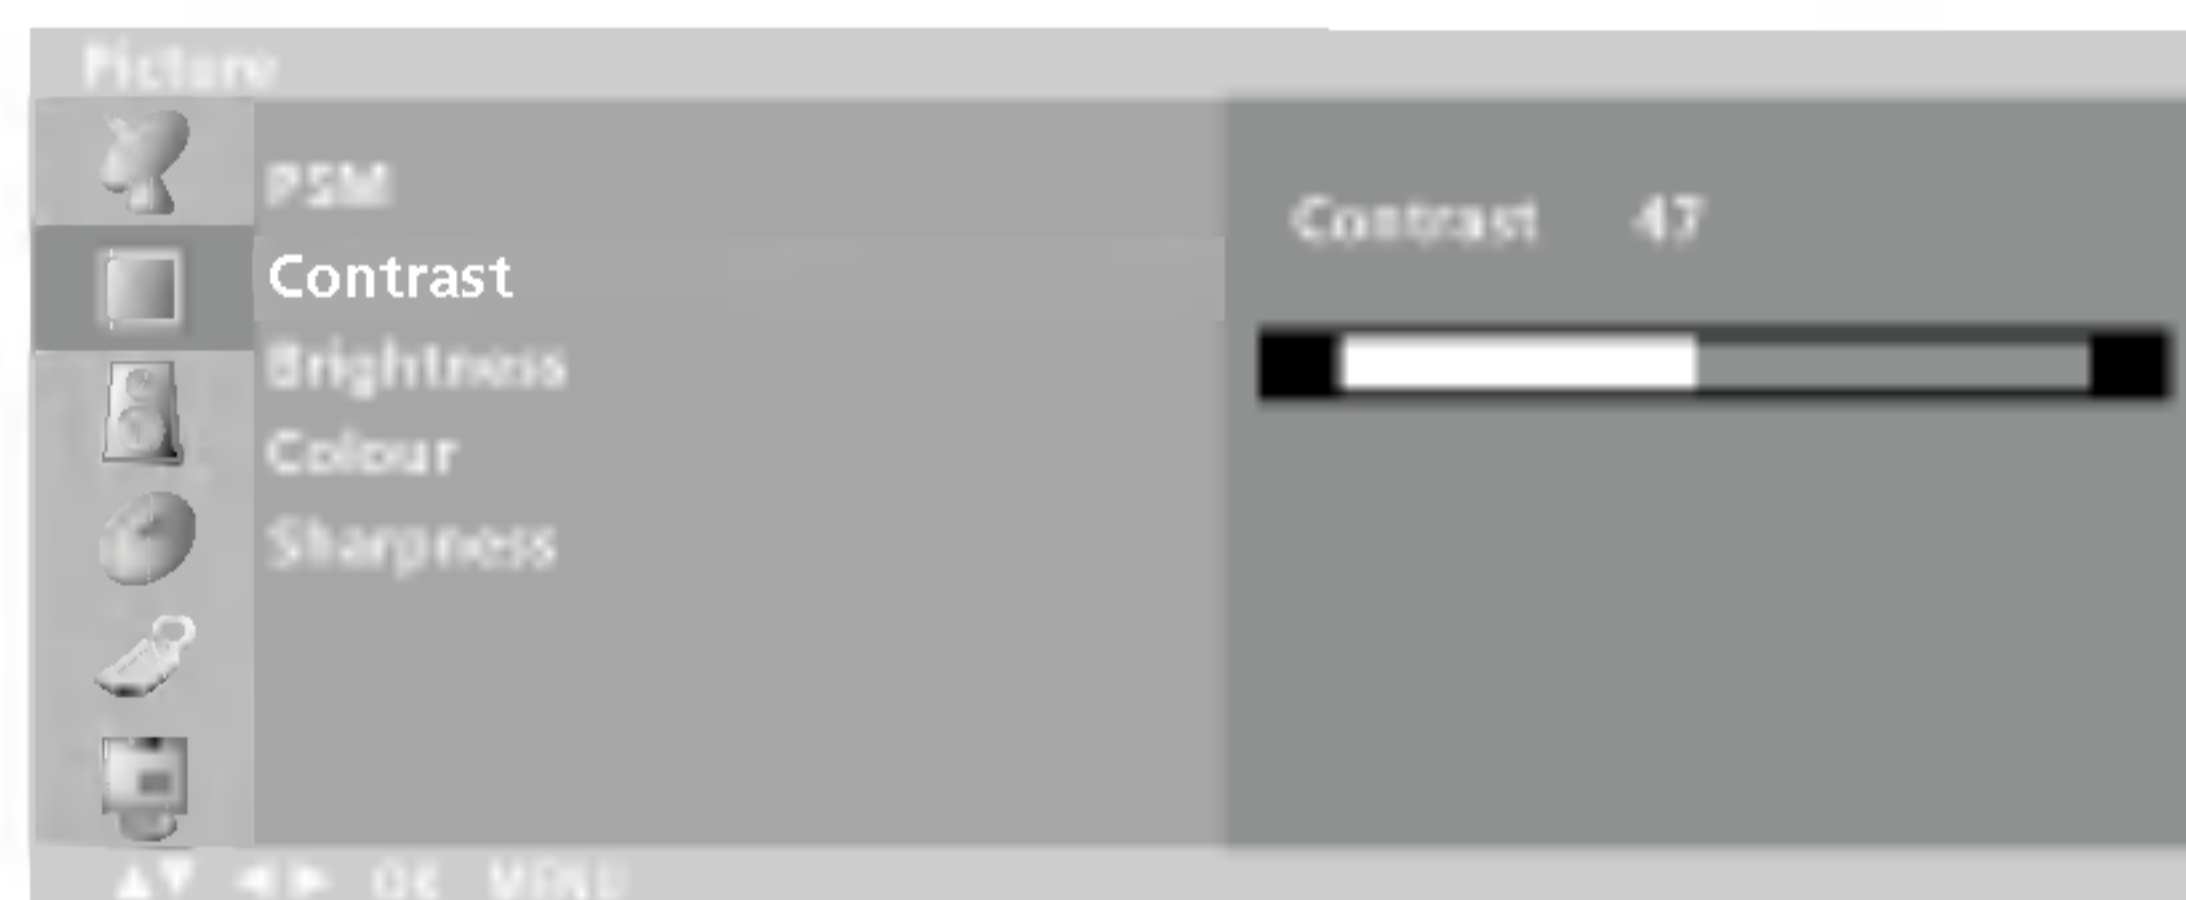 Picture
PSM
Contrast
Brightness
Colour
Sharpness
Contrast 47
▲▼ ◀▶ OK MENU